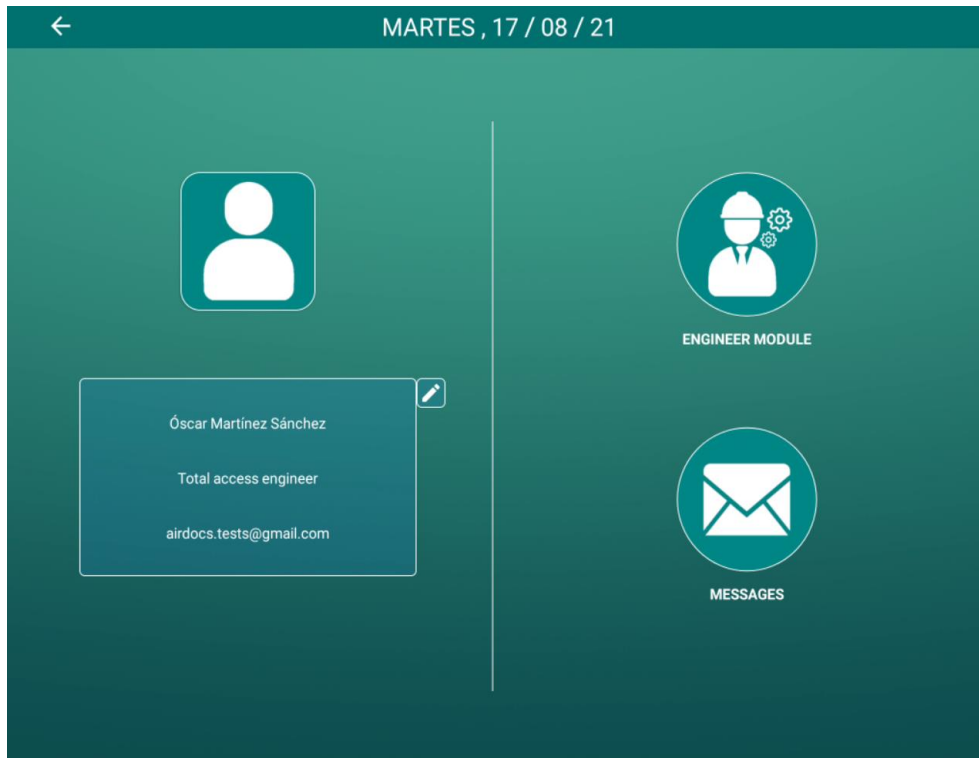 MARTES , 17 / 08 / 21
Óscar Martínez Sánchez
Total access engineer
airdocs.tests@gmail.com
ENGINEER MODULE
MESSAGES